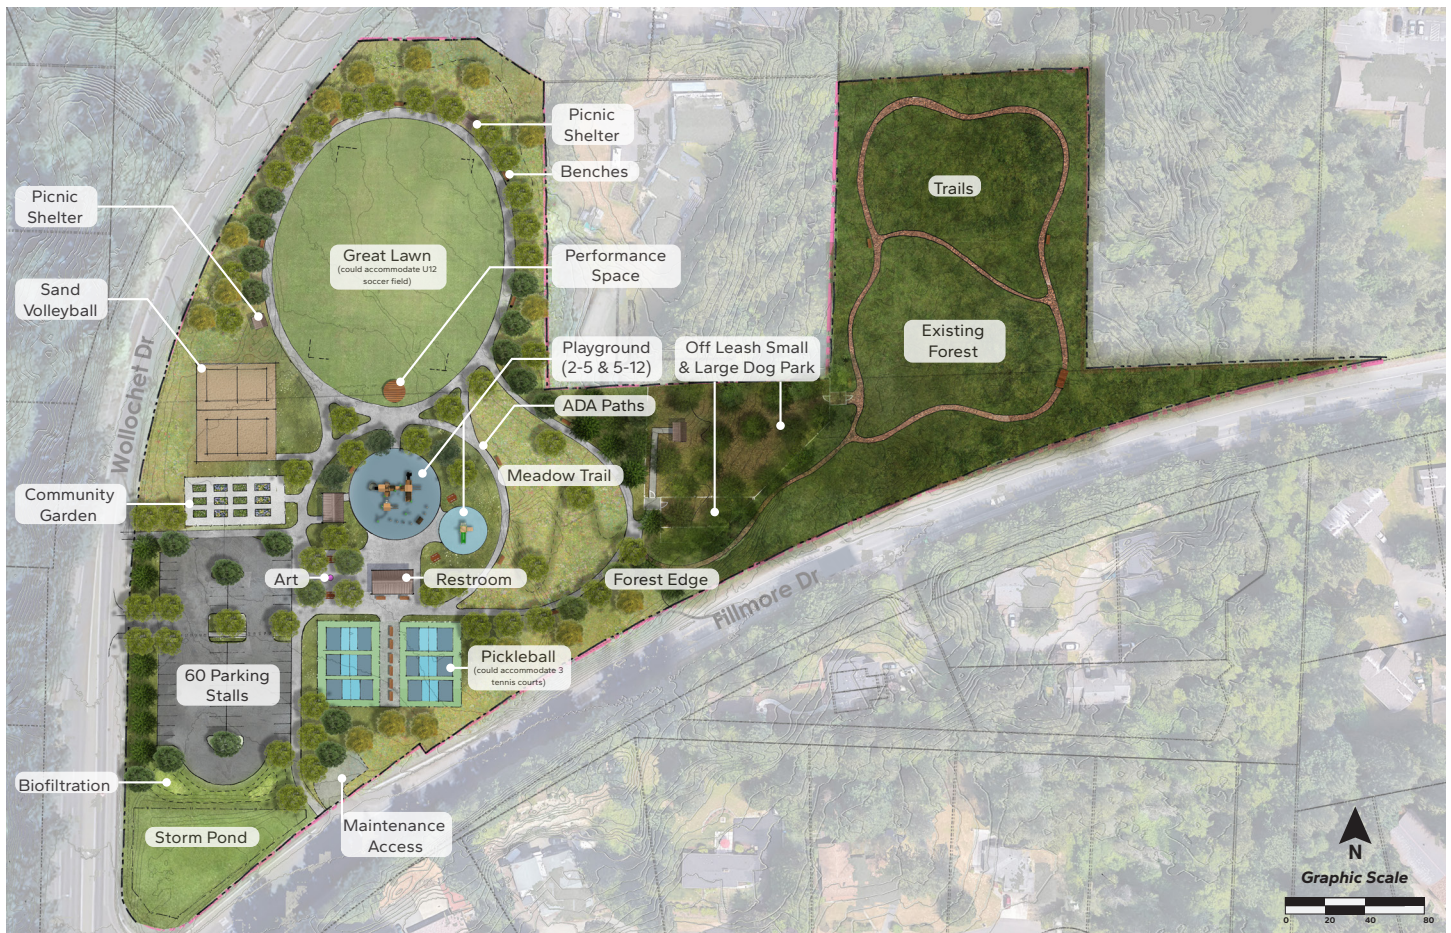 Picnic
Shelter
Benches
Picnic
Shelter
Trails
Great Lawn
(could accommodate U12
soccer field)
Performance
Space
Sand
Volleyball
Wollochet Dr
Playground
(2-5 & 5-12)
Off Leash Small
& Large Dog Park
Existing
Forest
ADA Paths
Meadow Trail
Community
Garden
Art
Restroom
Forest Edge
Fillmore Dr
Pickleball
(could accommodate 3
tennis courts)
60 Parking
Stalls
Biofiltration
Storm Pond
Maintenance
Access
N
Graphic Scale
0 20 40 80